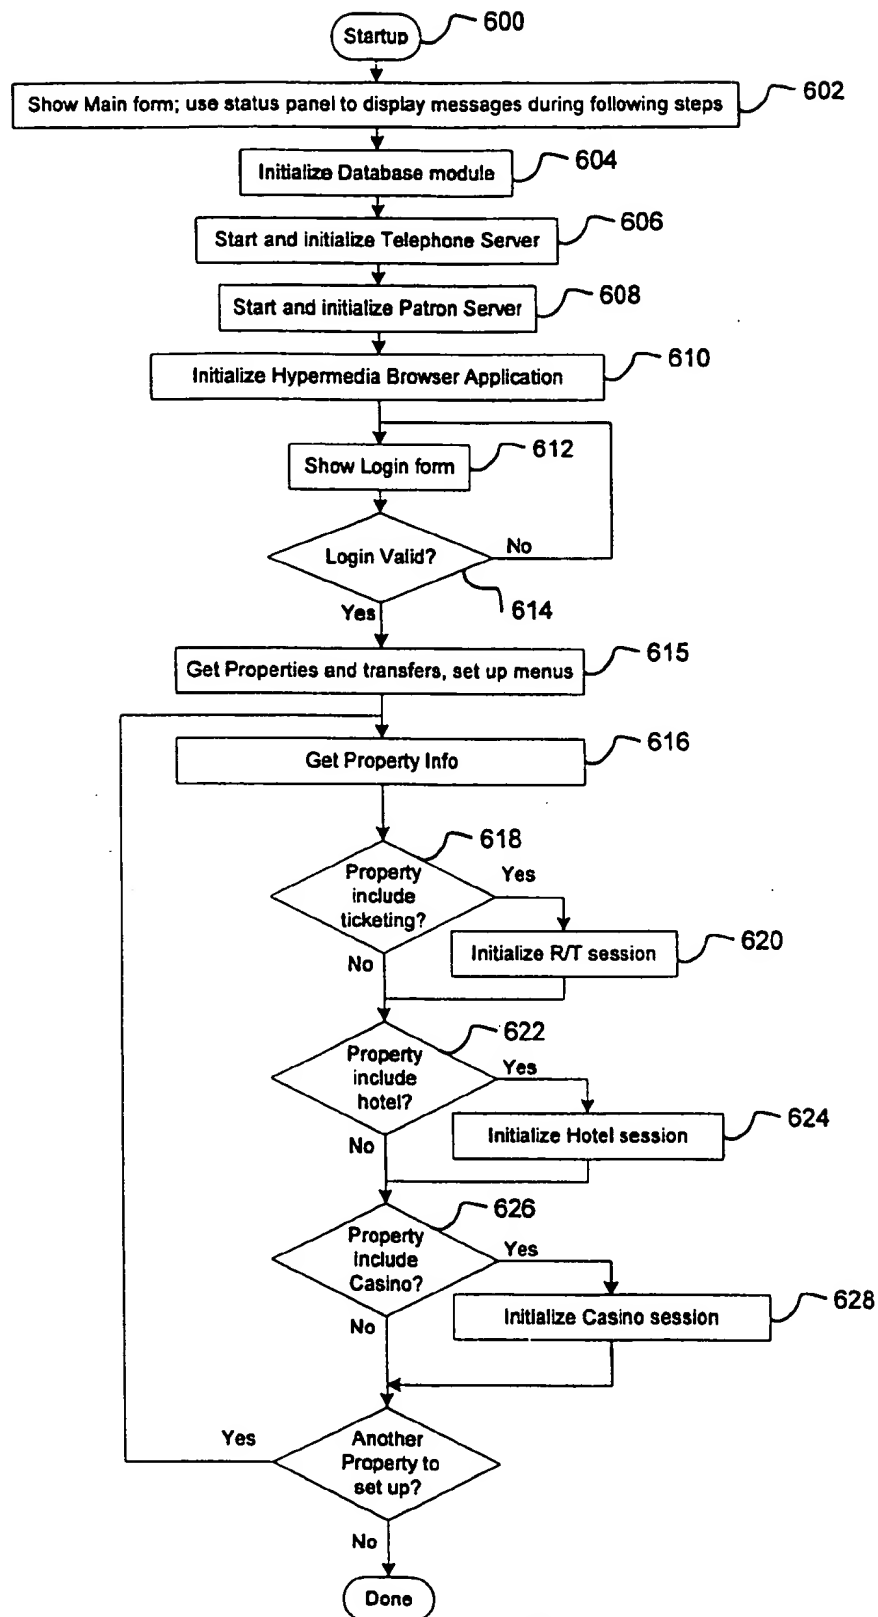 Startup
600
Show Main form; use status panel to display messages during following steps
602
Initialize Database module
604
Start and initialize Telephone Server
606
Start and initialize Patron Server
608
Initialize Hypermedia Browser Application
610
Show Login form
612
Login Valid?
No
614
Yes
Get Properties and transfers, set up menus
615
Get Property Info
616
618
Property
include
ticketing?
Yes
Initialize R/T session
620
No
622
Property
include
hotel?
Yes
Initialize Hotel session
624
No
626
Property
include
Casino?
Yes
Initialize Casino session
628
No
Another
Property to
set up?
Yes
No
Done